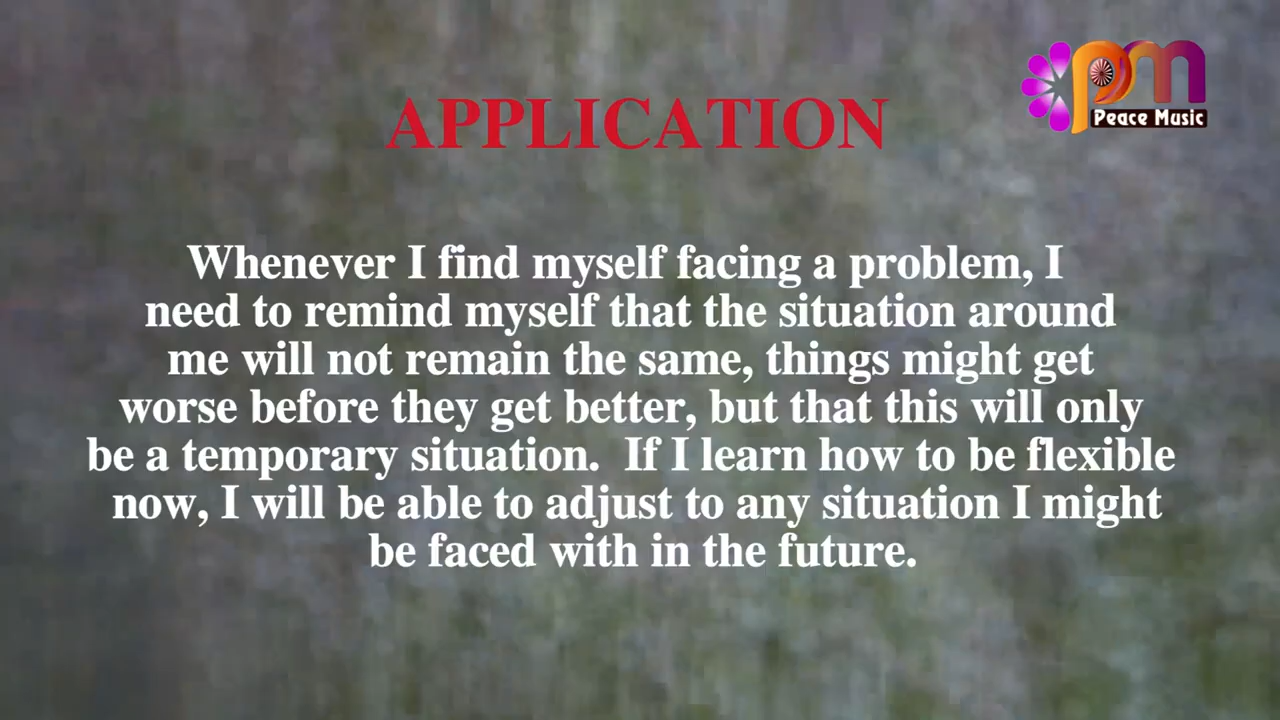 APPLICATION
pm
Peace Music
Whenever I find myself facing a problem, I
need to remind myself that the situation around
me will not remain the same, things might get
worse before they get better, but that this will only
be a temporary situation.  If I learn how to be flexible
now, I will be able to adjust to any situation I might
be faced with in the future.